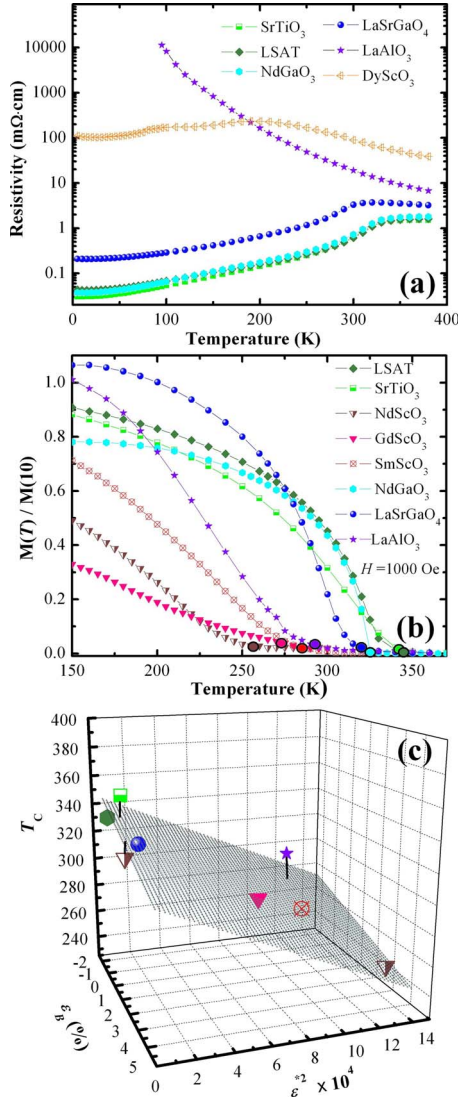 (a)
SrTiO₃
LSAT
NdGaO₃
LaSrGaO₄
LaAlO₃
DyScO₃
Resistivity (mΩ·cm)
10000
1000
100
10
1
0.1
0 100 200 300 400
Temperature (K)
(b)
LSAT
SrTiO₃
NdScO₃
GdScO₃
SmScO₃
NdGaO₃
LaSrGaO₄
LaAlO₃
H =1000 Oe
M(T) / M(10)
1.0
0.8
0.6
0.4
0.2
0.0
150 200 250 300 350
Temperature (K)
(c)
T_C
400
380
360
340
320
300
280
260
240
-2
-1
0
1
2
3
4
5
ε_B(%)
0 2 4 6 8 10 12 14
ε*² × 10⁴